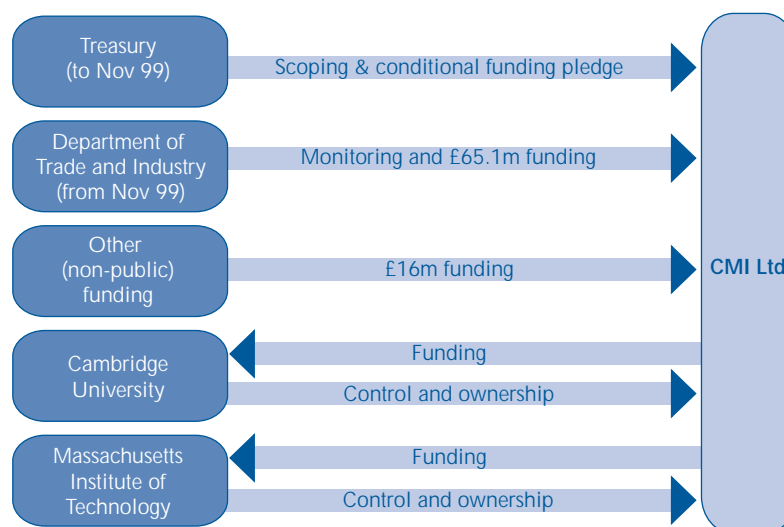 Treasury
(to Nov 99)
Scoping & conditional funding pledge
Department of
Trade and Industry
(from Nov 99)
Monitoring and £65.1m funding
Other
(non-public)
funding
£16m funding
CMI Ltd
Cambridge
University
Funding
Control and ownership
Massachusetts
Institute of
Technology
Funding
Control and ownership